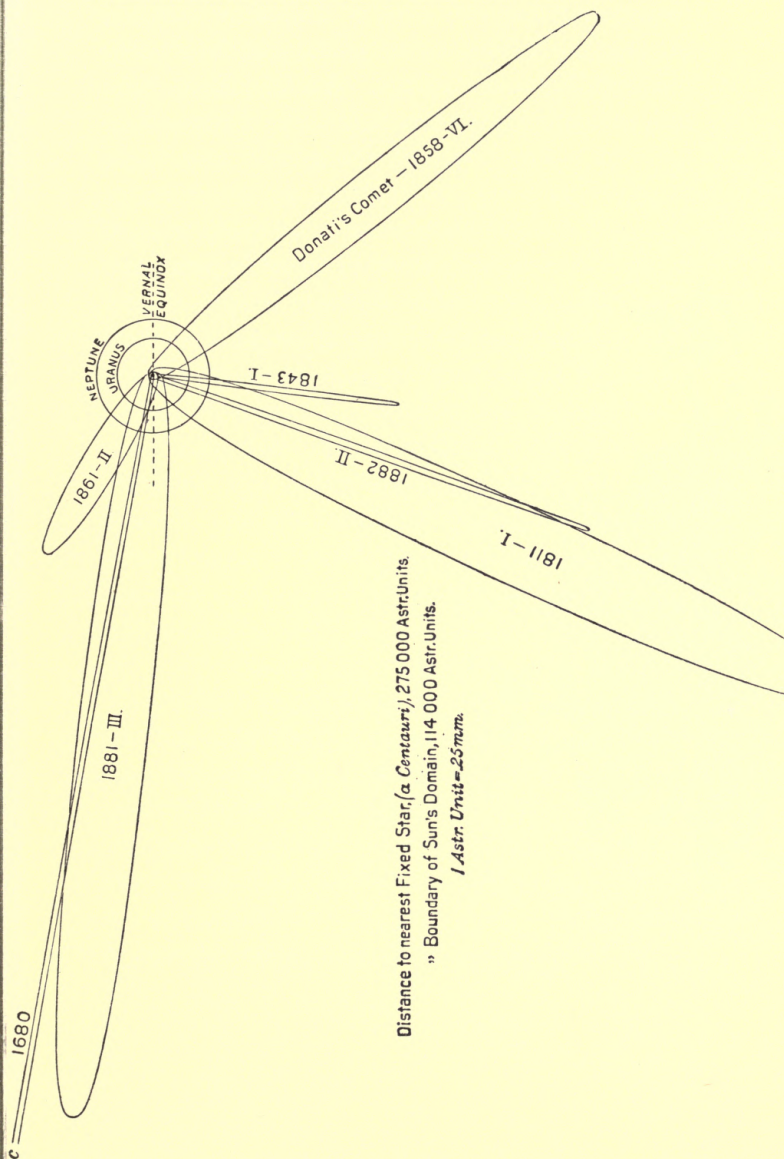 Donati's Comet – 1858-VI.
VERNAL
EQUINOX
NEPTUNE
URANUS
1843-I.
1861-II
1882-II
1811-I.
1881-III.
1680
c
Distance to nearest Fixed Star,(α Centauri), 275 000 Astr.Units.
" Boundary of Sun's Domain, 114 000 Astr.Units.
1 Astr. Unit=.25mm.